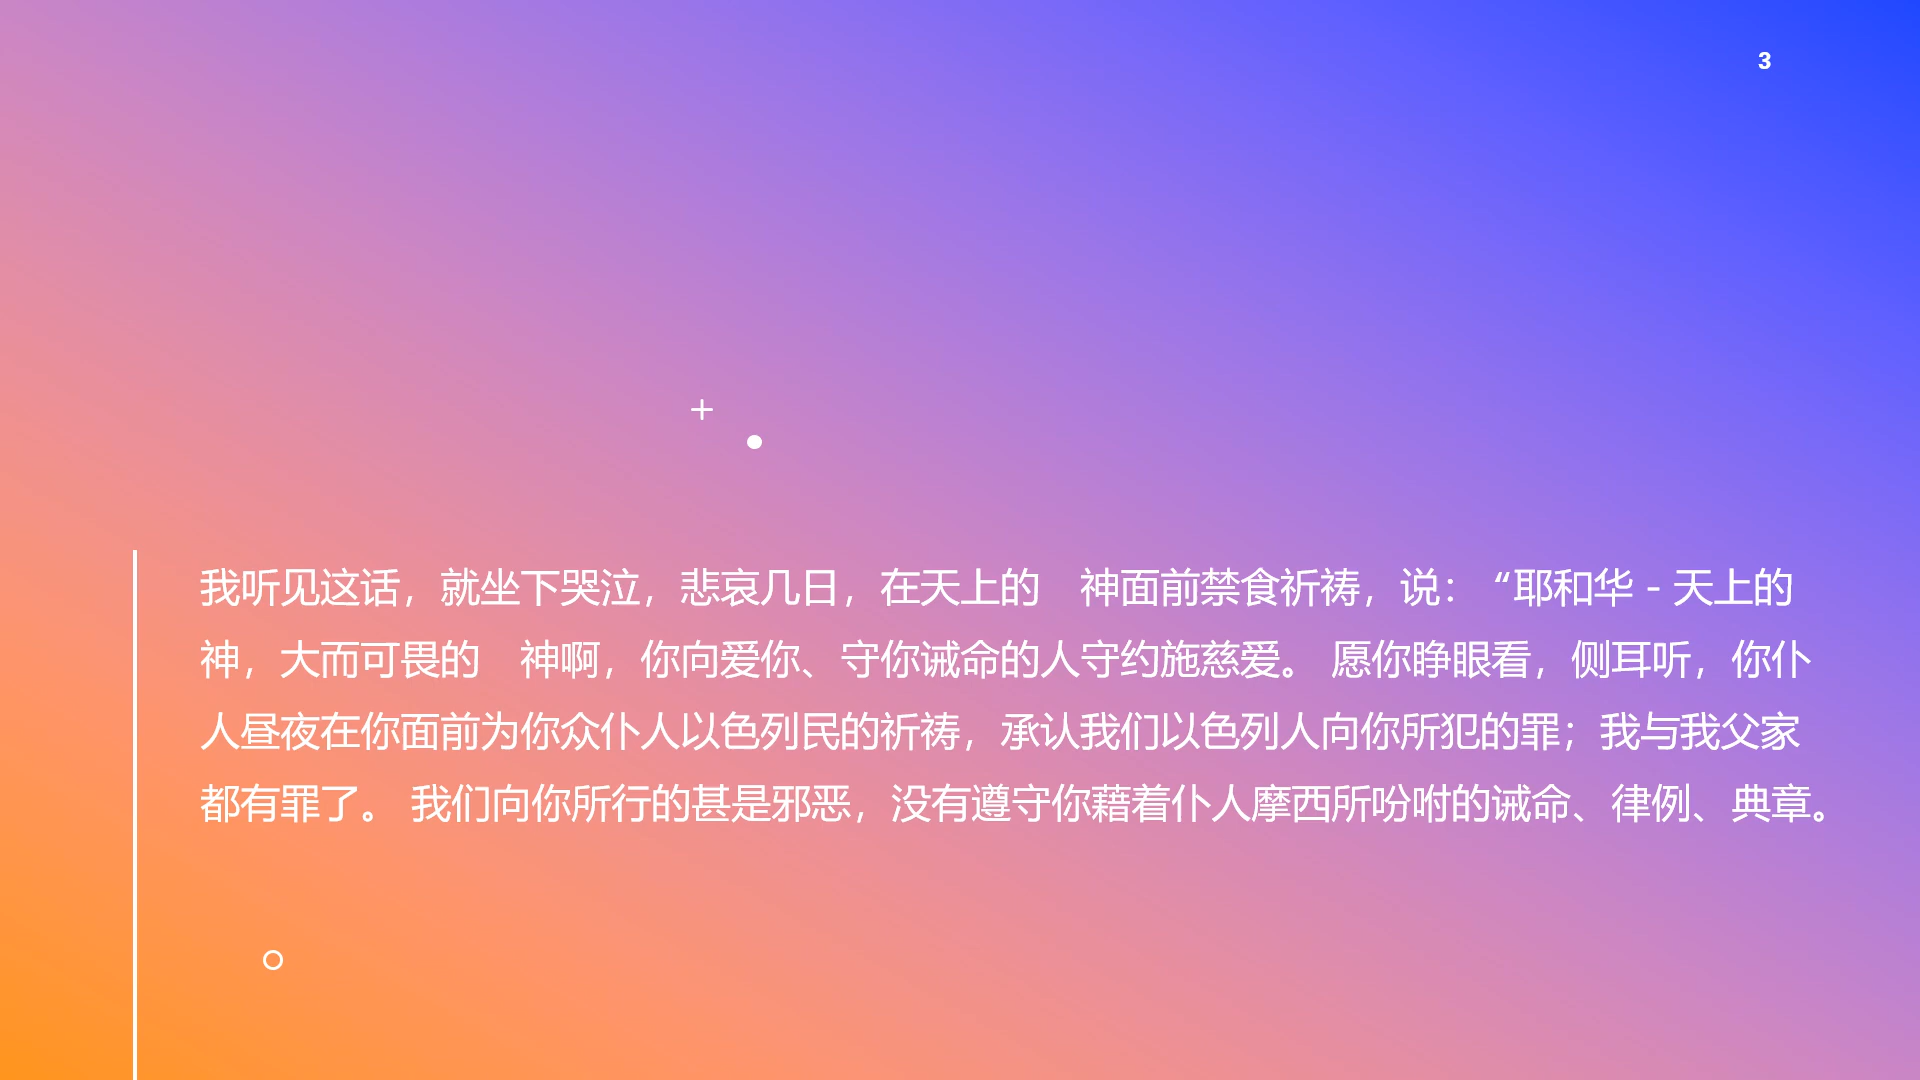 3
我听见这话，就坐下哭泣，悲哀几日，在天上的　神面前禁食祈祷，说：“耶和华 - 天上的
神，大而可畏的　神啊，你向爱你、守你诫命的人守约施慈爱。 愿你睁眼看，侧耳听，你仆
人昼夜在你面前为你众仆人以色列民的祈祷，承认我们以色列人向你所犯的罪；我与我父家
都有罪了。 我们向你所行的甚是邪恶，没有遵守你藉着仆人摩西所吩咐的诫命、律例、典章。